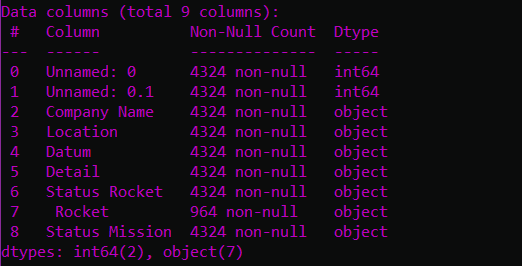 Data columns (total 9 columns):
 #   Column          Non-Null Count  Dtype
---  ------          --------------  -----
 0   Unnamed: 0      4324 non-null   int64
 1   Unnamed: 0.1    4324 non-null   int64
 2   Company Name    4324 non-null   object
 3   Location        4324 non-null   object
 4   Datum           4324 non-null   object
 5   Detail          4324 non-null   object
 6   Status Rocket   4324 non-null   object
 7    Rocket         964 non-null    object
 8   Status Mission  4324 non-null   object
dtypes: int64(2), object(7)